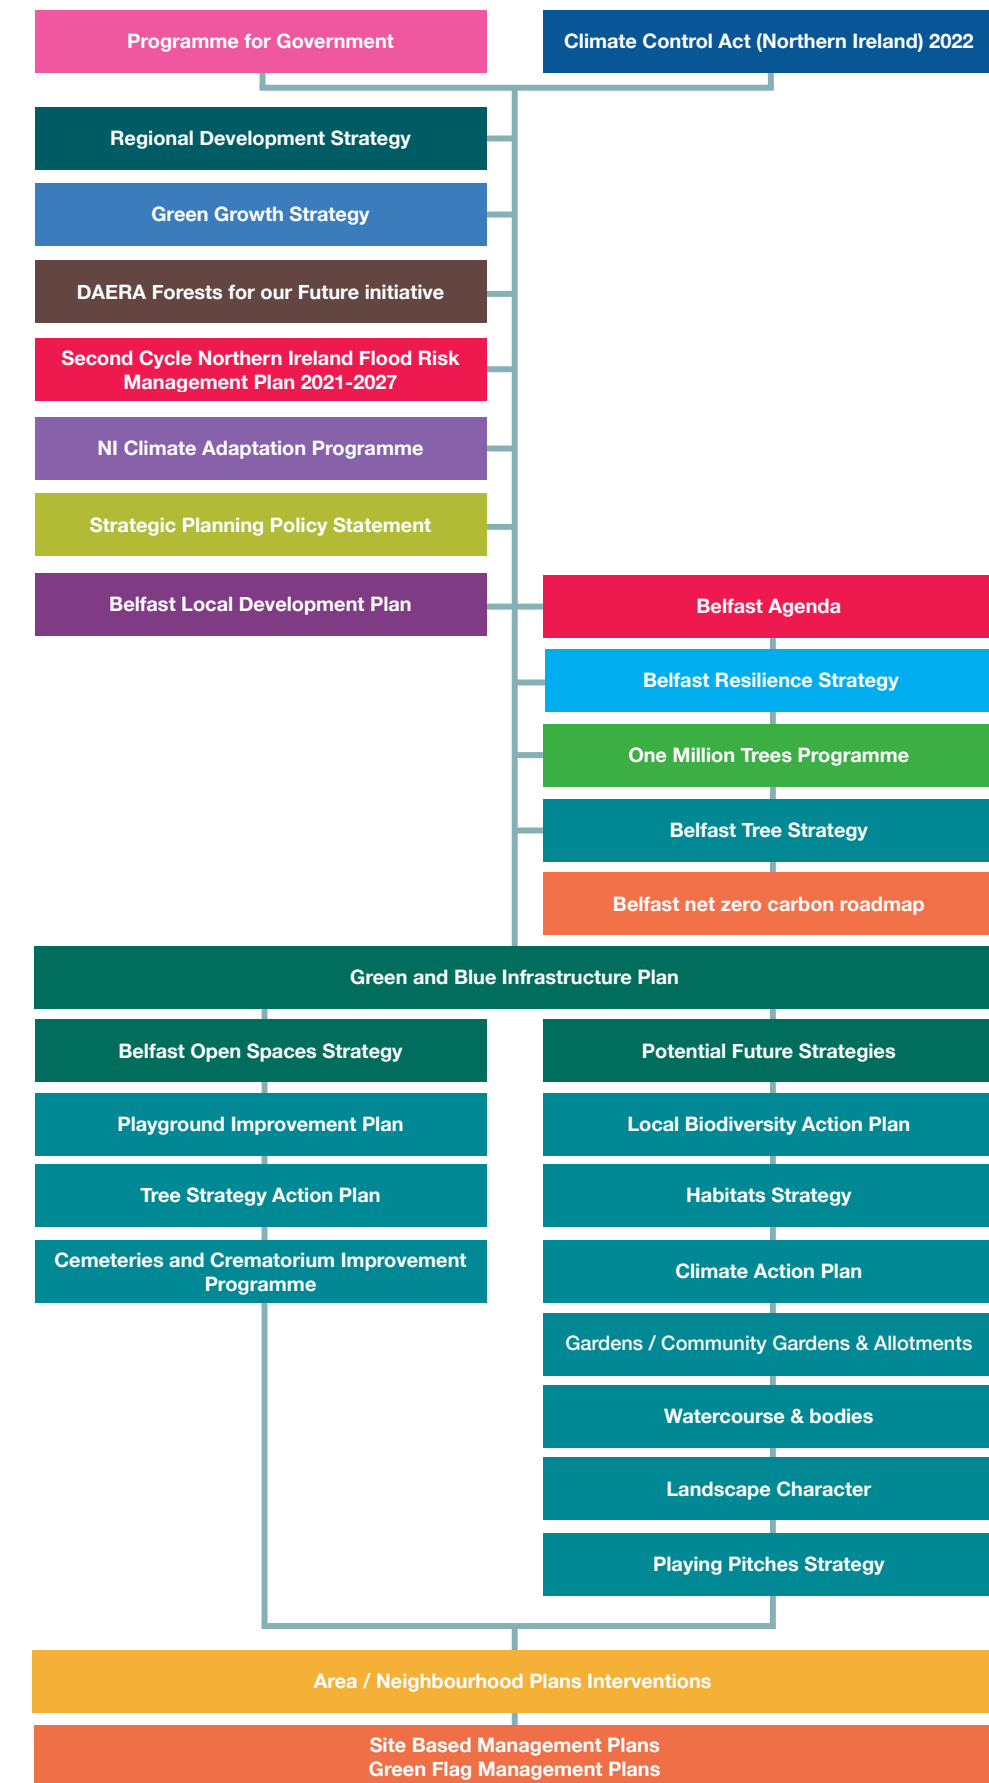 Programme for Government
Climate Control Act (Northern Ireland) 2022
Regional Development Strategy
Green Growth Strategy
DAERA Forests for our Future initiative
Second Cycle Northern Ireland Flood Risk
Management Plan 2021-2027
NI Climate Adaptation Programme
Strategic Planning Policy Statement
Belfast Local Development Plan
Belfast Agenda
Belfast Resilience Strategy
One Million Trees Programme
Belfast Tree Strategy
Belfast net zero carbon roadmap
Green and Blue Infrastructure Plan
Belfast Open Spaces Strategy
Playground Improvement Plan
Tree Strategy Action Plan
Cemeteries and Crematorium Improvement
Programme
Potential Future Strategies
Local Biodiversity Action Plan
Habitats Strategy
Climate Action Plan
Gardens / Community Gardens & Allotments
Watercourse & bodies
Landscape Character
Playing Pitches Strategy
Area / Neighbourhood Plans Interventions
Site Based Management Plans
Green Flag Management Plans